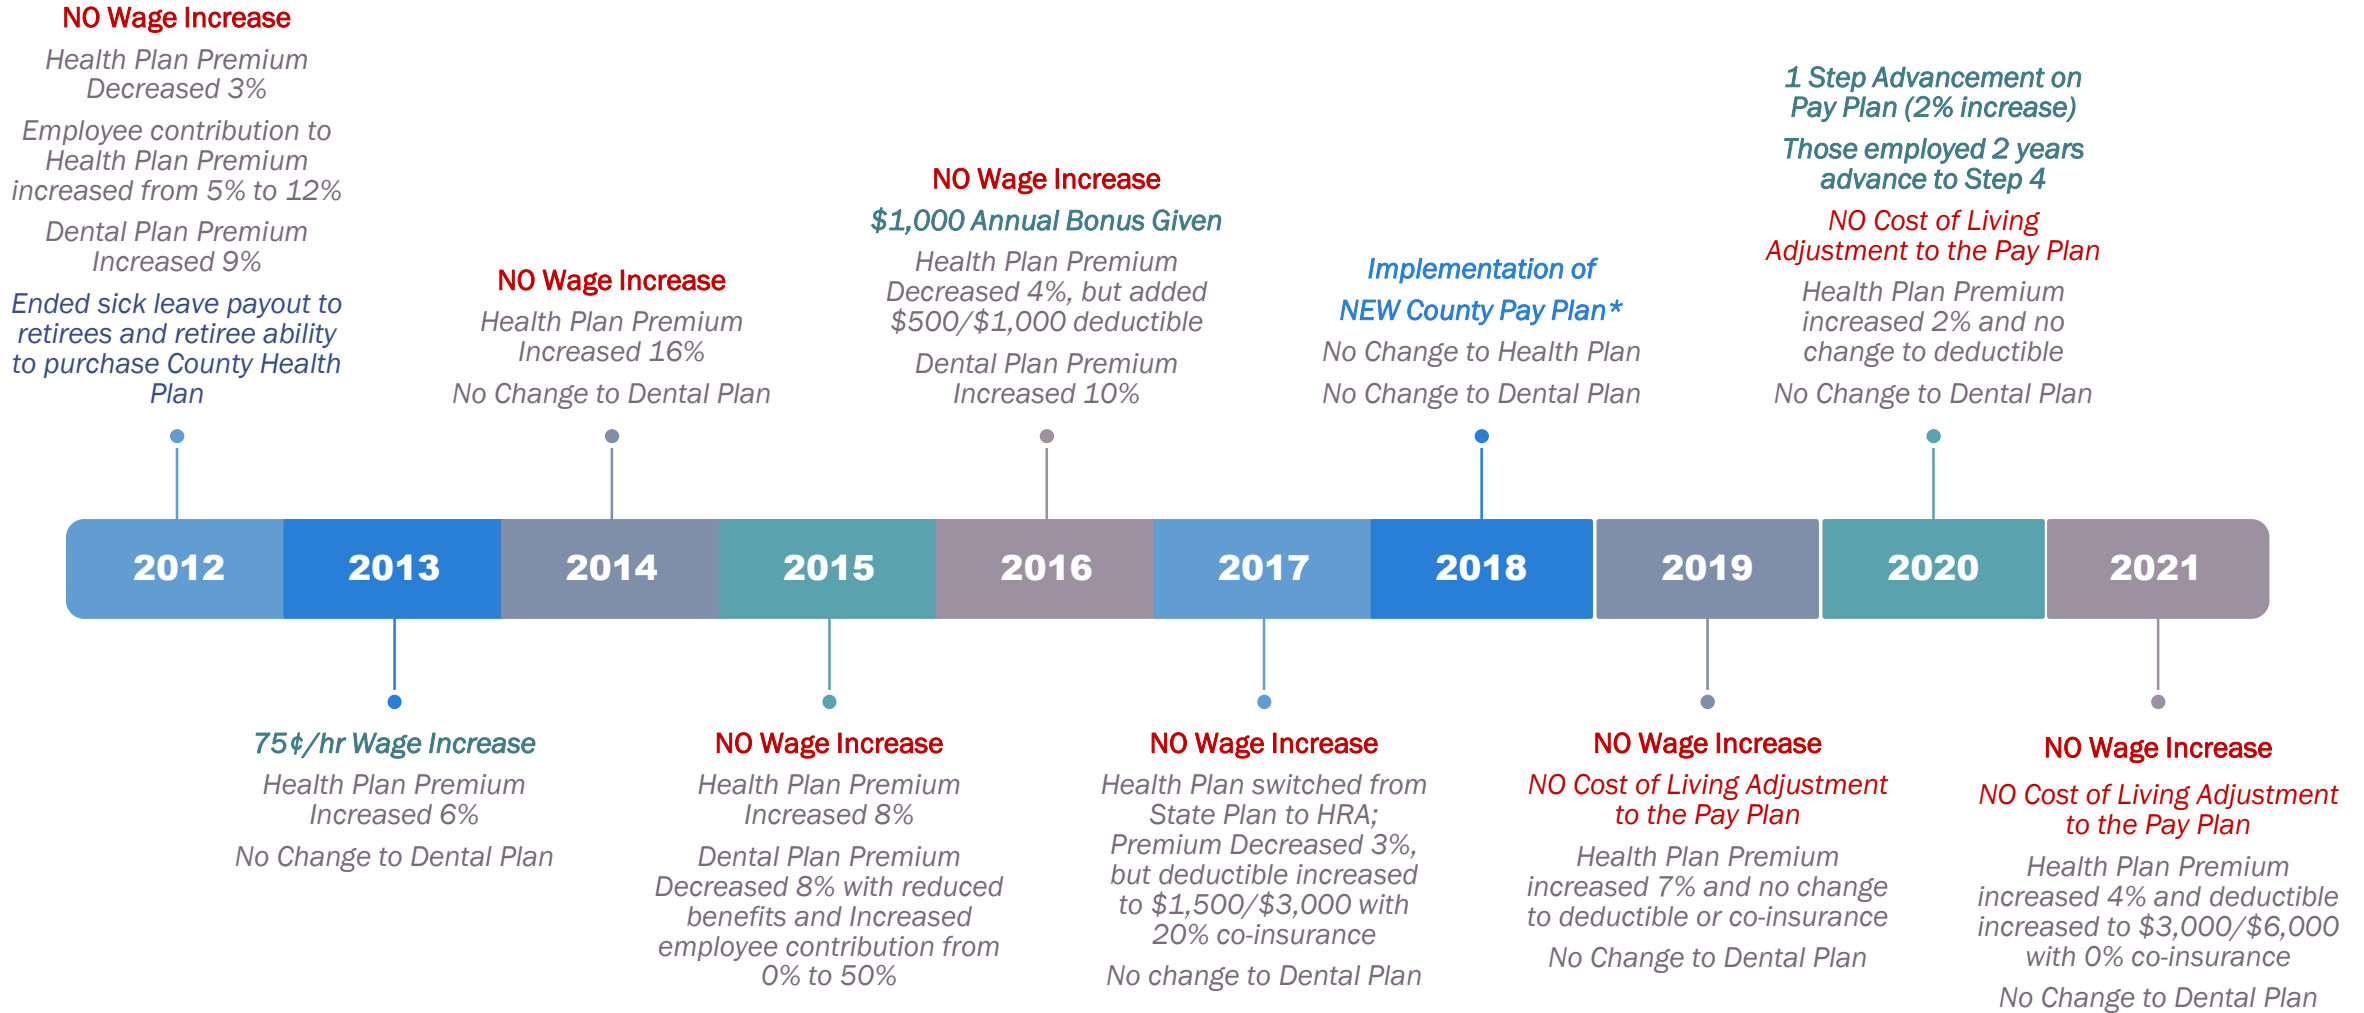 NO Wage Increase
Health Plan Premium
Decreased 3%
Employee contribution to
Health Plan Premium
increased from 5% to 12%
Dental Plan Premium
Increased 9%
Ended sick leave payout to
retirees and retiree ability
to purchase County Health
Plan
NO Wage Increase
Health Plan Premium
Increased 16%
No Change to Dental Plan
NO Wage Increase
$1,000 Annual Bonus Given
Health Plan Premium
Decreased 4%, but added
$500/$1,000 deductible
Dental Plan Premium
Increased 10%
Implementation of
NEW County Pay Plan*
No Change to Health Plan
No Change to Dental Plan
1 Step Advancement on
Pay Plan (2% increase)
Those employed 2 years
advance to Step 4
NO Cost of Living
Adjustment to the Pay Plan
Health Plan Premium
increased 2% and no
change to deductible
No Change to Dental Plan
2012
2013
2014
2015
2016
2017
2018
2019
2020
2021
75¢/hr Wage Increase
Health Plan Premium
Increased 6%
No Change to Dental Plan
NO Wage Increase
Health Plan Premium
Increased 8%
Dental Plan Premium
Decreased 8% with reduced
benefits and Increased
employee contribution from
0% to 50%
NO Wage Increase
Health Plan switched from
State Plan to HRA;
Premium Decreased 3%,
but deductible increased
to $1,500/$3,000 with
20% co-insurance
No change to Dental Plan
NO Wage Increase
NO Cost of Living Adjustment
to the Pay Plan
Health Plan Premium
increased 7% and no change
to deductible or co-insurance
No Change to Dental Plan
NO Wage Increase
NO Cost of Living Adjustment
to the Pay Plan
Health Plan Premium
increased 4% and deductible
increased to $3,000/$6,000
with 0% co-insurance
No Change to Dental Plan